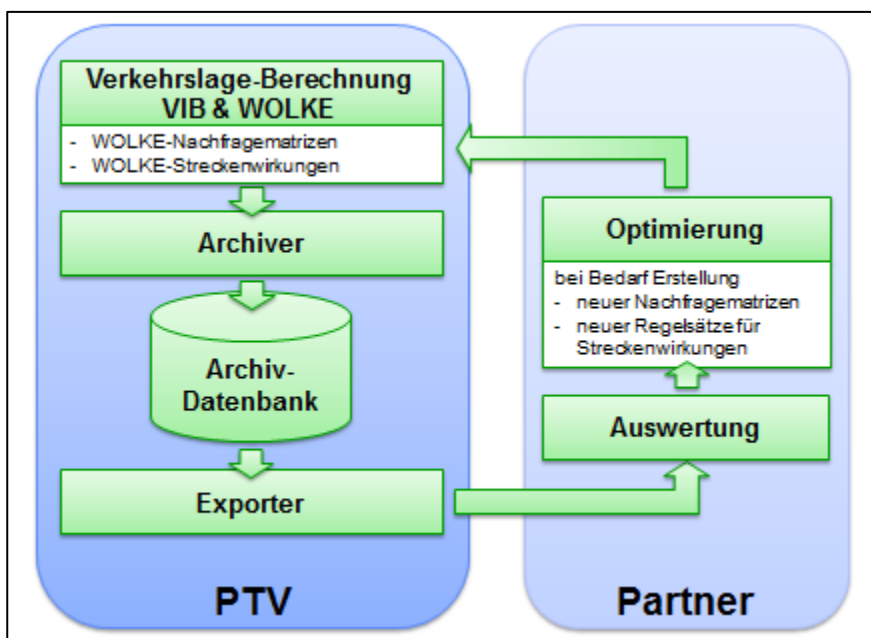 Verkehrslage-Berechnung
VIB & WOLKE
- WOLKE-Nachfragematrizen
- WOLKE-Streckenwirkungen
Archiver
Archiv-
Datenbank
Exporter
PTV
Optimierung
bei Bedarf Erstellung
- neuer Nachfragematrizen
- neuer Regelsätze für
Streckenwirkungen
Auswertung
Partner